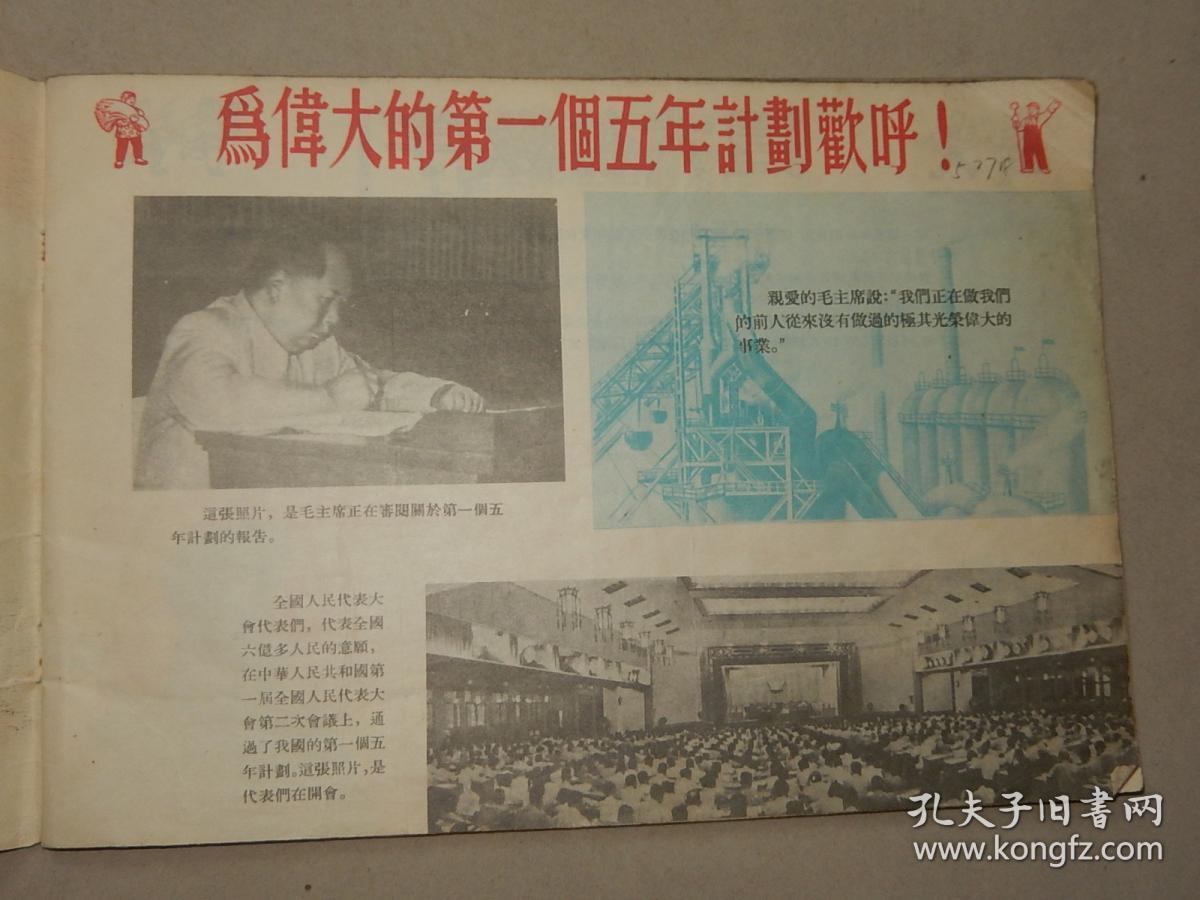 爲偉大的第一個五年計劃歡呼！
親愛的毛主席說：“我們正在做我們
的前人從來沒有做過的極其光榮偉大的
事業。”
這張照片，是毛主席正在審閱關於第一個五
年計劃的報告。
全國人民代表大
會代表們，代表全國
六億多人民的意願，
在中華人民共和國第
一屆全國人民代表大
會第二次會議上，通
過了我國的第一個五
年計劃。這張照片，是
代表們在開會。
孔夫子旧書网
www.kongfz.com